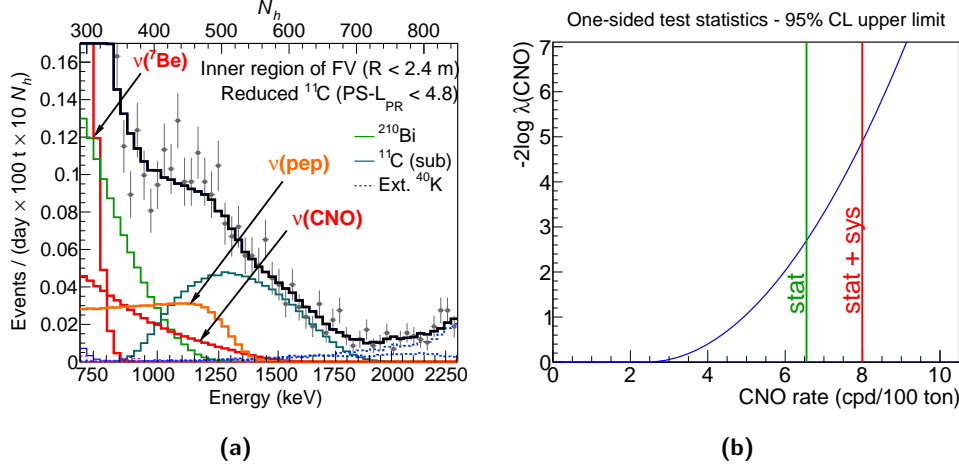 N_h
300 400 500 600 700 800
Inner region of FV (R < 2.4 m)
Reduced ¹¹C (PS-L_PR < 4.8)
ν(⁷Be)
²¹⁰Bi
¹¹C (sub)
Ext. ⁴⁰K
ν(pep)
ν(CNO)
Events / (day × 100 t × 10 N_h)
0.16
0.14
0.12
0.1
0.08
0.06
0.04
0.02
0
750 1000 1250 1500 1750 2000 2250
Energy (keV)
(a)
One-sided test statistics - 95% CL upper limit
-2log λ(CNO)
7
6
5
4
3
2
1
0
stat
stat + sys
0 2 4 6 8 10
CNO rate (cpd/100 ton)
(b)